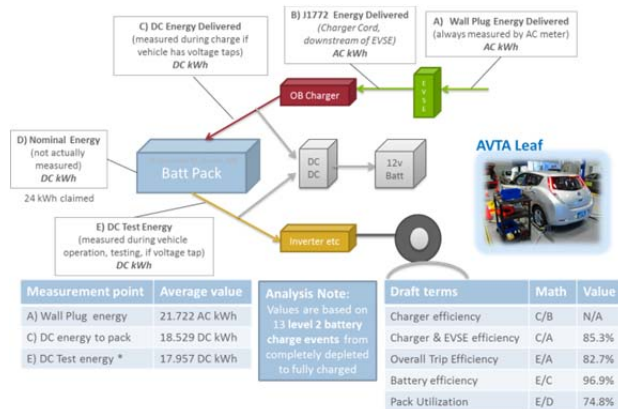 C) DC Energy Delivered
(measured during charge if
vehicle has voltage taps)
DC kWh
B) J1772 Energy Delivered
(Charger Cord,
downstream of EVSE)
AC kWh
A) Wall Plug Energy Delivered
(always measured by AC meter)
AC kWh
OB Charger
EVSE
D) Nominal Energy
(not actually
measured)
DC kWh
24 kWh claimed
Batt Pack
DC
DC
12v
Batt
AVTA Leaf
E) DC Test Energy
(measured during vehicle
operation, testing, if voltage tap)
DC kWh
Inverter etc
Measurement point Average value
A) Wall Plug energy 21.722 AC kWh
C) DC energy to pack 18.529 DC kWh
E) DC Test energy * 17.957 DC kWh
Analysis Note:
Values are based on
13 level 2 battery
charge events from
completely depleted
to fully charged
Draft terms Math Value
Charger efficiency C/B N/A
Charger & EVSE efficiency C/A 85.3%
Overall Trip Efficiency E/A 82.7%
Battery efficiency E/C 96.9%
Pack Utilization E/D 74.8%